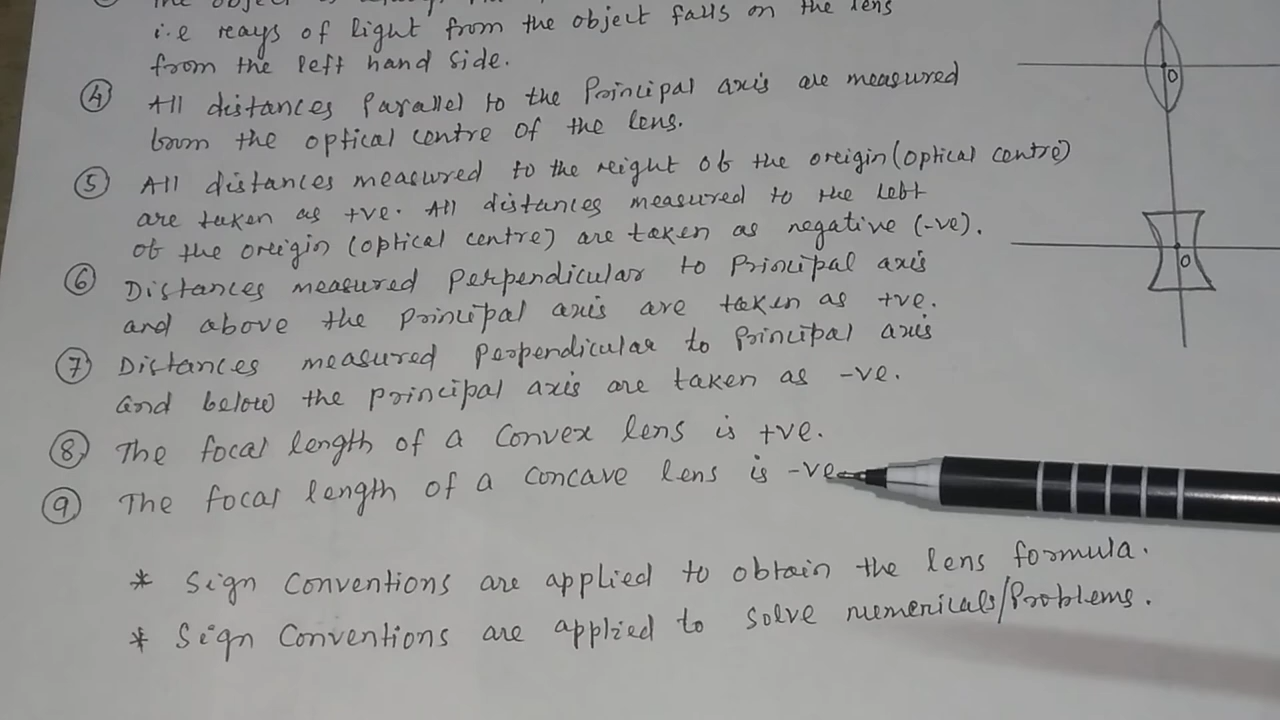 The object is
i.e rays of light from the object falls on the lens
from the left hand side.
④ All distances Parallel to the Principal axis are measured
from the optical centre of the lens.
⑤ All distances measured to the right of the origin (optical centre)
are taken as +ve. All distances measured to the left
of the origin (optical centre) are taken as negative (-ve).
⑥ Distances measured Perpendicular to Principal axis
and above the principal axis are taken as +ve.
⑦ Distances measured Perpendicular to Principal axis
and below the principal axis are taken as -ve.
⑧ The focal length of a Convex lens is +ve.
⑨ The focal length of a concave lens is -ve
* Sign Conventions are applied to obtain the lens formula.
* Sign Conventions are applied to solve numericals/Problems.
O
O